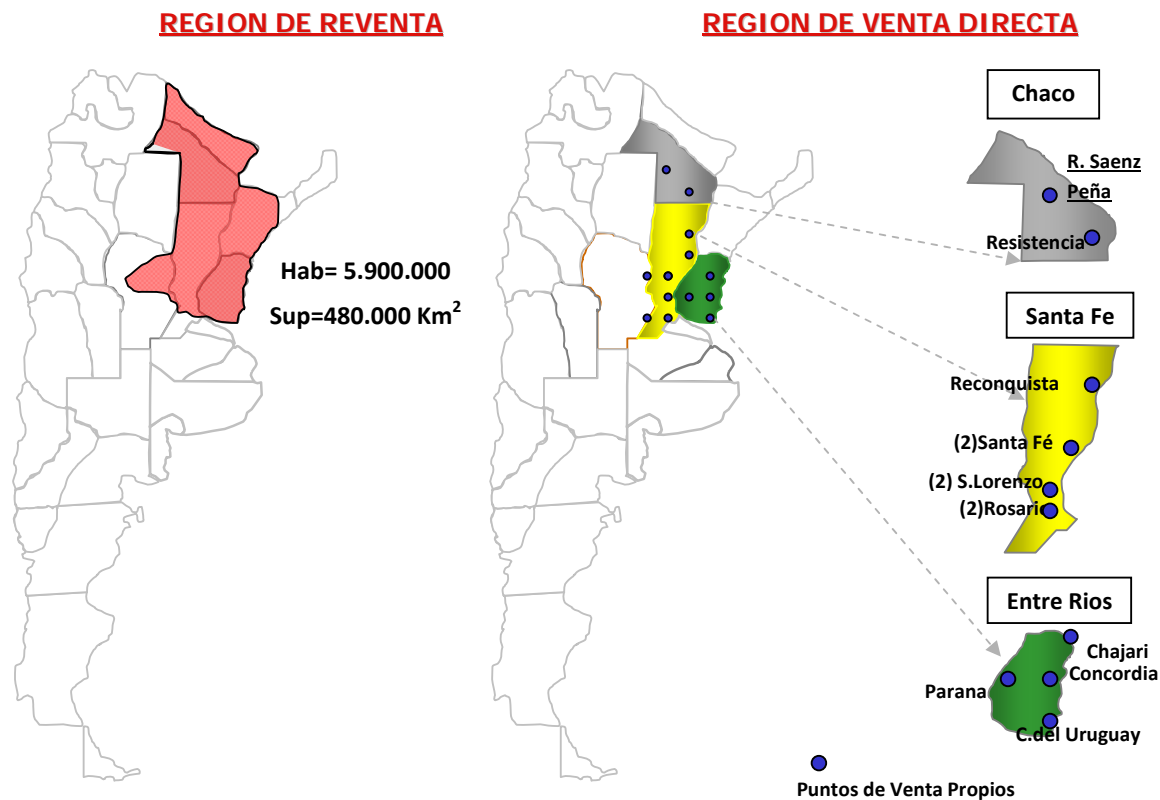 REGION DE REVENTA
Hab= 5.900.000
Sup=480.000 Km²
REGION DE VENTA DIRECTA
Chaco
R. Saenz
Peña
Resistencia
Santa Fe
Reconquista
(2)Santa Fé
(2) S.Lorenzo
(2)Rosario
Entre Rios
Chajari
Concordia
Parana
C.del Uruguay
Puntos de Venta Propios